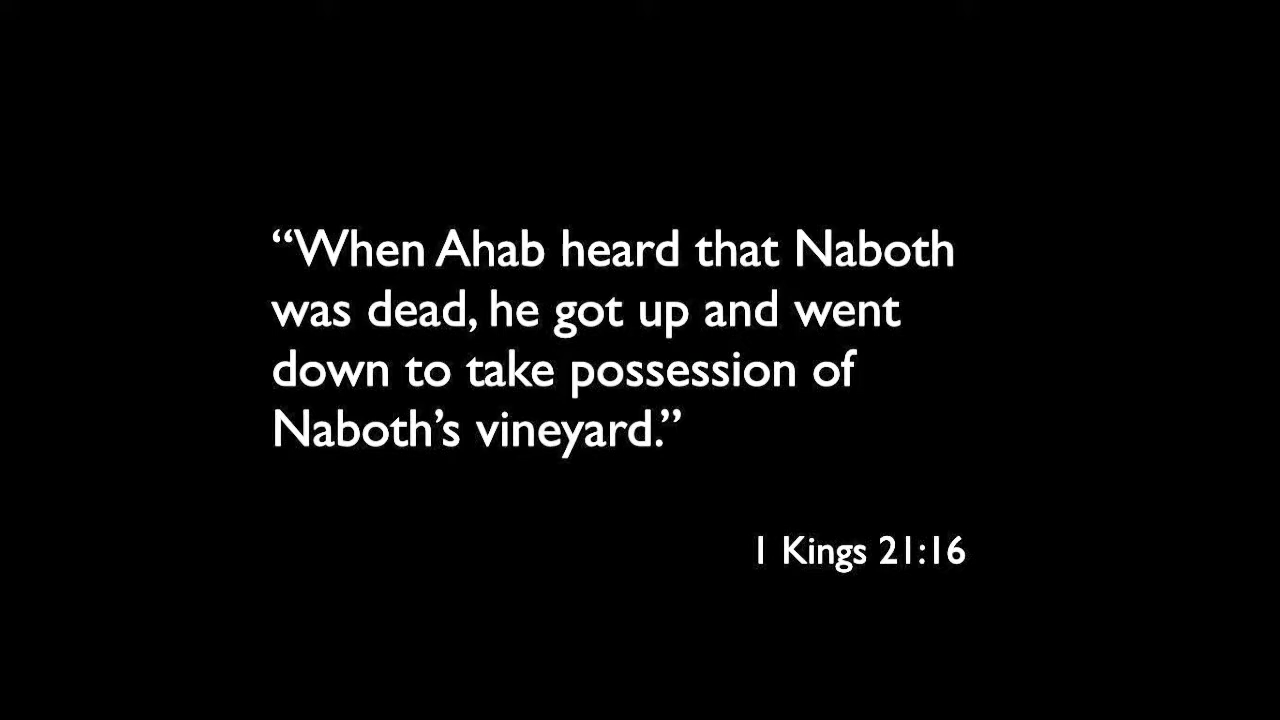 “When Ahab heard that Naboth
was dead, he got up and went
down to take possession of
Naboth’s vineyard.”
1 Kings 21:16